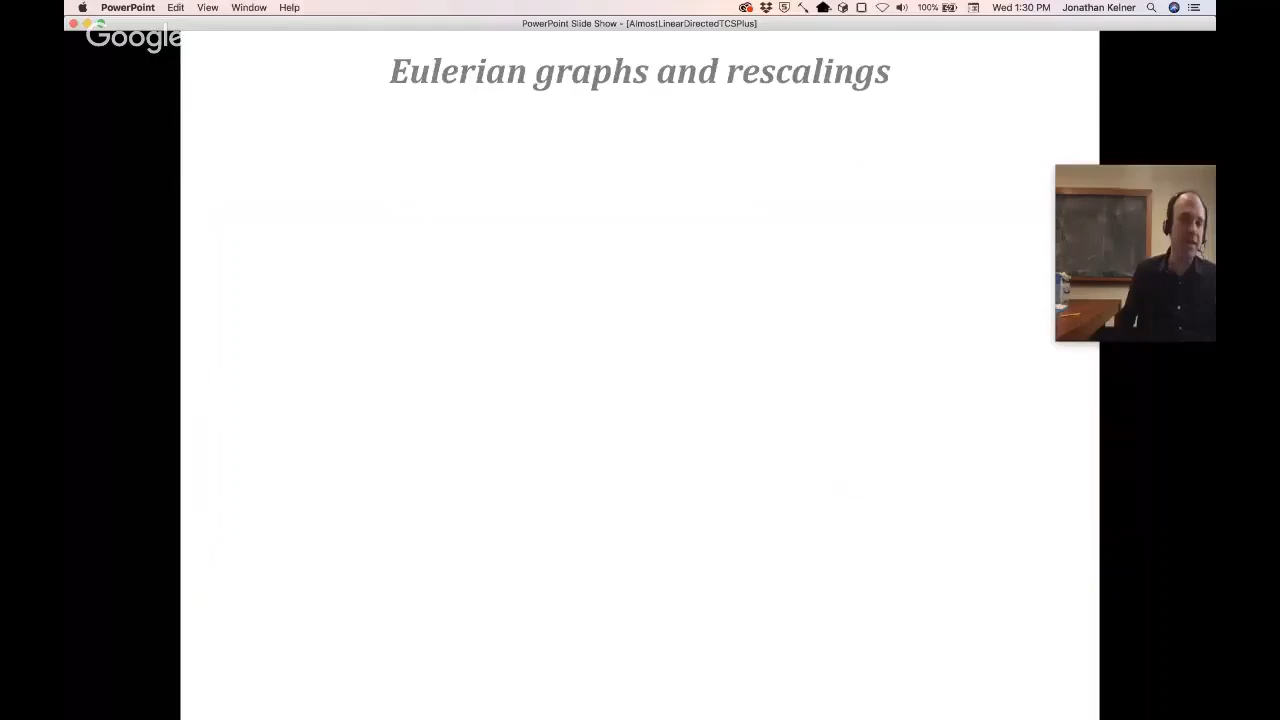 PowerPoint Edit View Window Help 100% Wed 1:30 PM Jonathan Kelner
PowerPoint Slide Show - [AlmostLinearDirectedTCSPlus]
Google
Eulerian graphs and rescalings